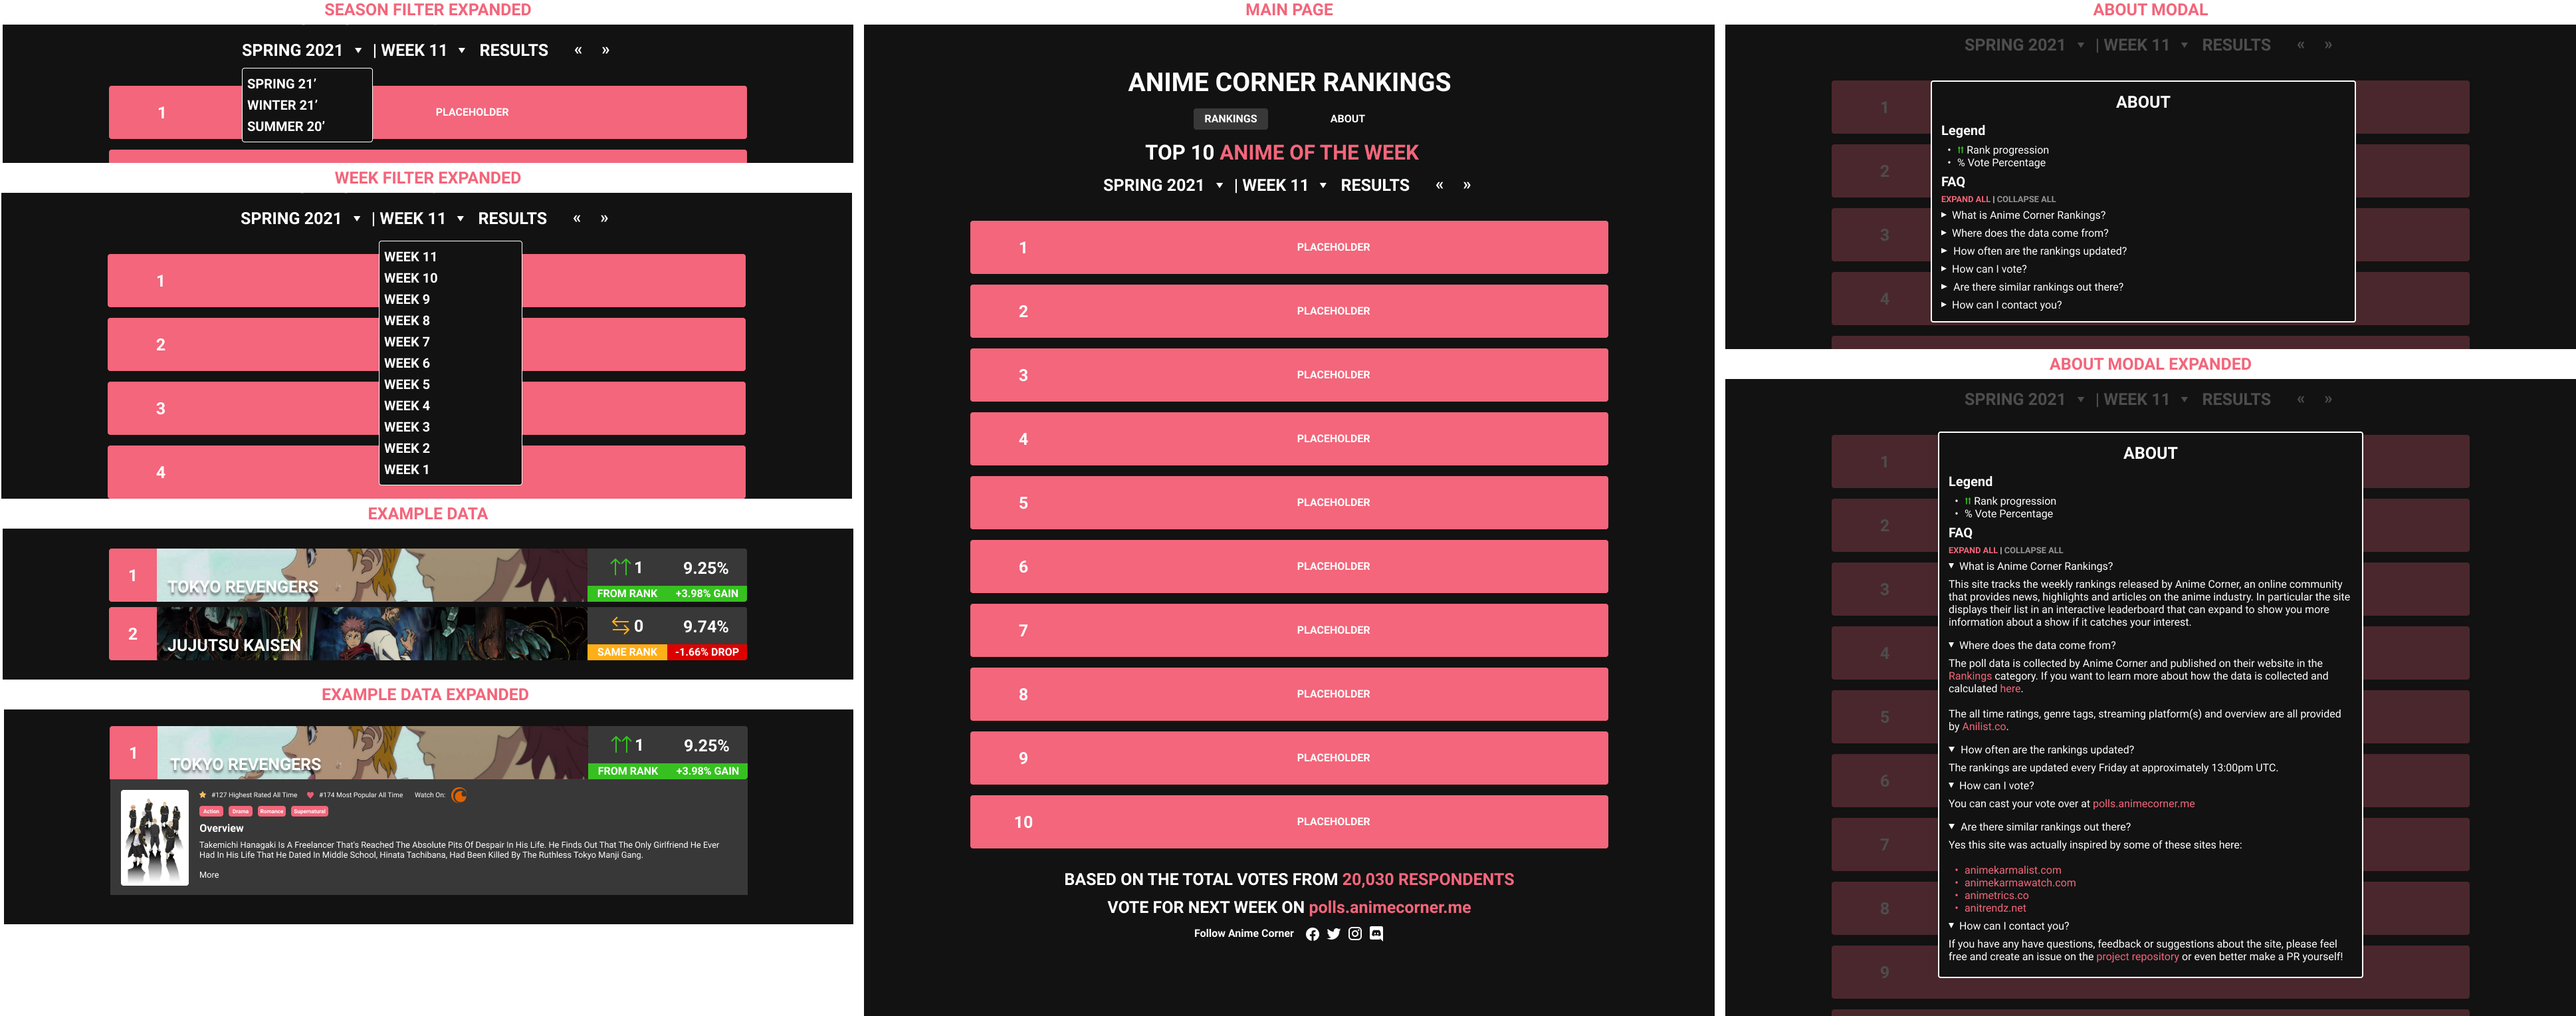 SEASON FILTER EXPANDED
SPRING 2021 ▼ | WEEK 11 ▼ RESULTS « »
SPRING 21’
WINTER 21’
SUMMER 20’
1 PLACEHOLDER
WEEK FILTER EXPANDED
SPRING 2021 ▼ | WEEK 11 ▼ RESULTS « »
WEEK 11
WEEK 10
WEEK 9
WEEK 8
WEEK 7
WEEK 6
WEEK 5
WEEK 4
WEEK 3
WEEK 2
WEEK 1
1
2
3
4
EXAMPLE DATA
1 TOKYO REVENGERS 1 9.25%
FROM RANK +3.98% GAIN
2 JUJUTSU KAISEN 0 9.74%
SAME RANK -1.66% DROP
EXAMPLE DATA EXPANDED
1 TOKYO REVENGERS 1 9.25%
FROM RANK +3.98% GAIN
#127 Highest Rated All Time #174 Most Popular All Time Watch On:
Action Drama Romance Supernatural
Overview
Takemichi Hanagaki Is A Freelancer That's Reached The Absolute Pits Of Despair In His Life. He Finds Out That The Only Girlfriend He Ever
Had In His Life That He Dated In Middle School, Hinata Tachibana, Had Been Killed By The Ruthless Tokyo Manji Gang.
More
MAIN PAGE
ANIME CORNER RANKINGS
RANKINGS ABOUT
TOP 10 ANIME OF THE WEEK
SPRING 2021 ▼ | WEEK 11 ▼ RESULTS « »
1 PLACEHOLDER
2 PLACEHOLDER
3 PLACEHOLDER
4 PLACEHOLDER
5 PLACEHOLDER
6 PLACEHOLDER
7 PLACEHOLDER
8 PLACEHOLDER
9 PLACEHOLDER
10 PLACEHOLDER
BASED ON THE TOTAL VOTES FROM 20,030 RESPONDENTS
VOTE FOR NEXT WEEK ON polls.animecorner.me
Follow Anime Corner
ABOUT MODAL
SPRING 2021 ▼ | WEEK 11 ▼ RESULTS « »
1
2
3
4
ABOUT
Legend
• Rank progression
• % Vote Percentage
FAQ
EXPAND ALL | COLLAPSE ALL
► What is Anime Corner Rankings?
► Where does the data come from?
► How often are the rankings updated?
► How can I vote?
► Are there similar rankings out there?
► How can I contact you?
ABOUT MODAL EXPANDED
SPRING 2021 ▼ | WEEK 11 ▼ RESULTS « »
1
2
3
4
5
6
7
8
9
ABOUT
Legend
• Rank progression
• % Vote Percentage
FAQ
EXPAND ALL | COLLAPSE ALL
▼ What is Anime Corner Rankings?
This site tracks the weekly rankings released by Anime Corner, an online community
that provides news, highlights and articles on the anime industry. In particular the site
displays their list in an interactive leaderboard that can expand to show you more
information about a show if it catches your interest.
▼ Where does the data come from?
The poll data is collected by Anime Corner and published on their website in the
Rankings category. If you want to learn more about how the data is collected and
calculated here.
The all time ratings, genre tags, streaming platform(s) and overview are all provided
by Anilist.co.
▼ How often are the rankings updated?
The rankings are updated every Friday at approximately 13:00pm UTC.
▼ How can I vote?
You can cast your vote over at polls.animecorner.me
▼ Are there similar rankings out there?
Yes this site was actually inspired by some of these sites here:
• animekarmalist.com
• animekarmawatch.com
• animetrics.co
• anitrendz.net
▼ How can I contact you?
If you have any have questions, feedback or suggestions about the site, please feel
free and create an issue on the project repository or even better make a PR yourself!